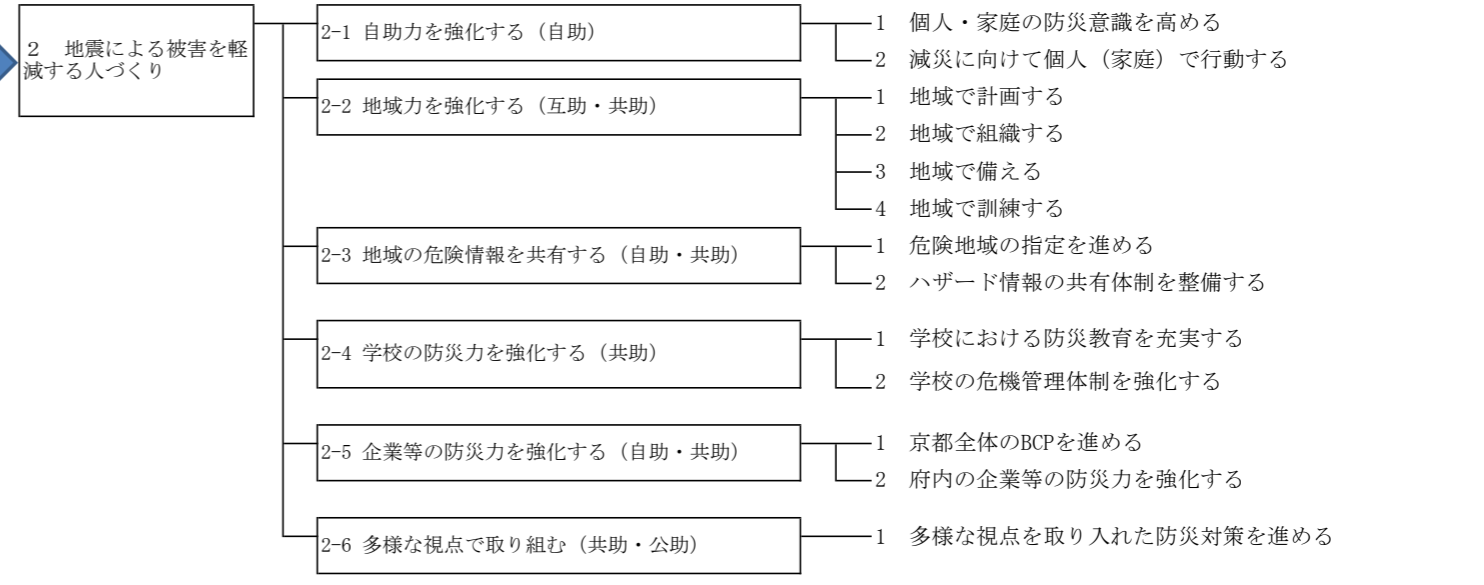 ２　地震による被害を軽
減する人づくり
2-1 自助力を強化する（自助）
1　個人・家庭の防災意識を高める
2　減災に向けて個人（家庭）で行動する
2-2 地域力を強化する（互助・共助）
1　地域で計画する
2　地域で組織する
3　地域で備える
4　地域で訓練する
2-3 地域の危険情報を共有する（自助・共助）
1　危険地域の指定を進める
2　ハザード情報の共有体制を整備する
2-4 学校の防災力を強化する（共助）
1　学校における防災教育を充実する
2　学校の危機管理体制を強化する
2-5 企業等の防災力を強化する（自助・共助）
1　京都全体のBCPを進める
2　府内の企業等の防災力を強化する
2-6 多様な視点で取り組む（共助・公助）
1　多様な視点を取り入れた防災対策を進める